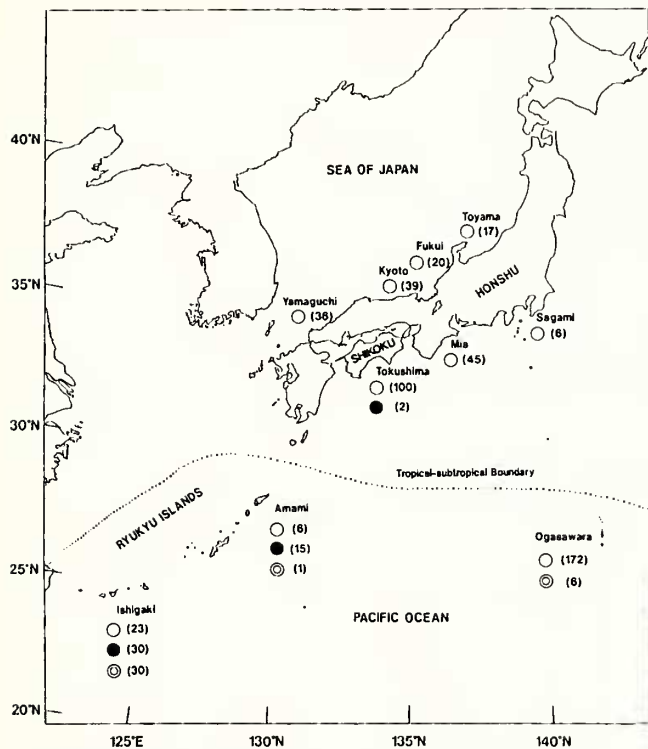 40°N
SEA OF JAPAN
Toyama
(17)
Fukui
(20)
Kyoto
(39)
35°N
HONSHU
Yamaguchi
(36)
Sagami
(6)
Mia
(45)
SHIKOKU
Tokushima
(100)
(2)
30°N
Tropical-subtropical Boundary
RYUKYU ISLANDS
Amami
(6)
(15)
(1)
Ogasawara
(172)
(6)
25°N
Ishigaki
(23)
(30)
(30)
PACIFIC OCEAN
20°N
125°E
130°E
135°E
140°E